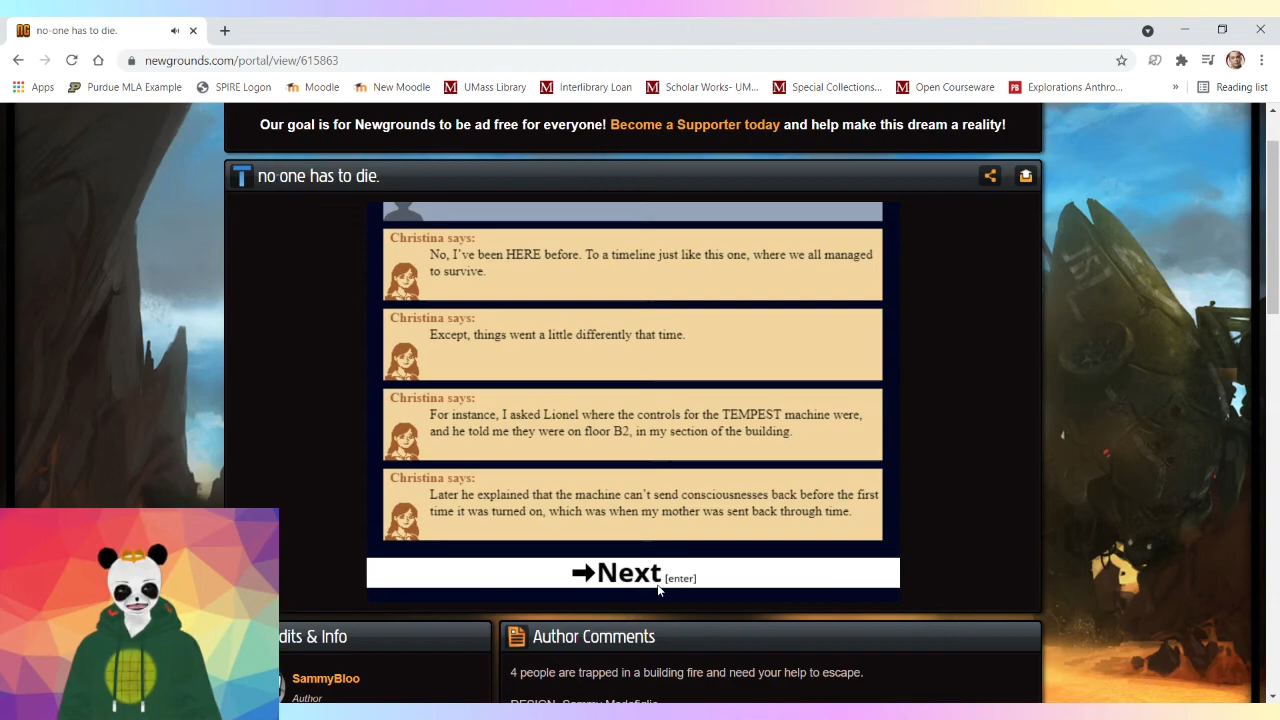 no-one has to die.
newgrounds.com/portal/view/615863
Apps
Purdue MLA Example
SPIRE Logon
Moodle
New Moodle
UMass Library
Interlibrary Loan
Scholar Works- UM...
Special Collections...
Open Courseware
Explorations Anthro...
»
Reading list
Our goal is for Newgrounds to be ad free for everyone! Become a Supporter today and help make this dream a reality!
T no-one has to die.
Christina says:
No, I've been HERE before. To a timeline just like this one, where we all managed
to survive.
Christina says:
Except, things went a little differently that time.
Christina says:
For instance, I asked Lionel where the controls for the TEMPEST machine were,
and he told me they were on floor B2, in my section of the building.
Christina says:
Later he explained that the machine can't send consciousnesses back before the first
time it was turned on, which was when my mother was sent back through time.
➡Next [enter]
dits & Info
SammyBloo
Author
Author Comments
4 people are trapped in a building fire and need your help to escape.